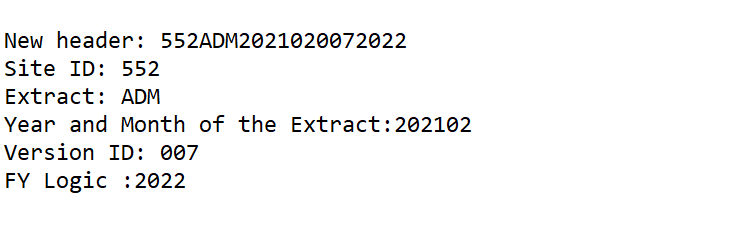 New header: 552ADM2021020072022
Site ID: 552
Extract: ADM
Year and Month of the Extract:202102
Version ID: 007
FY Logic :2022